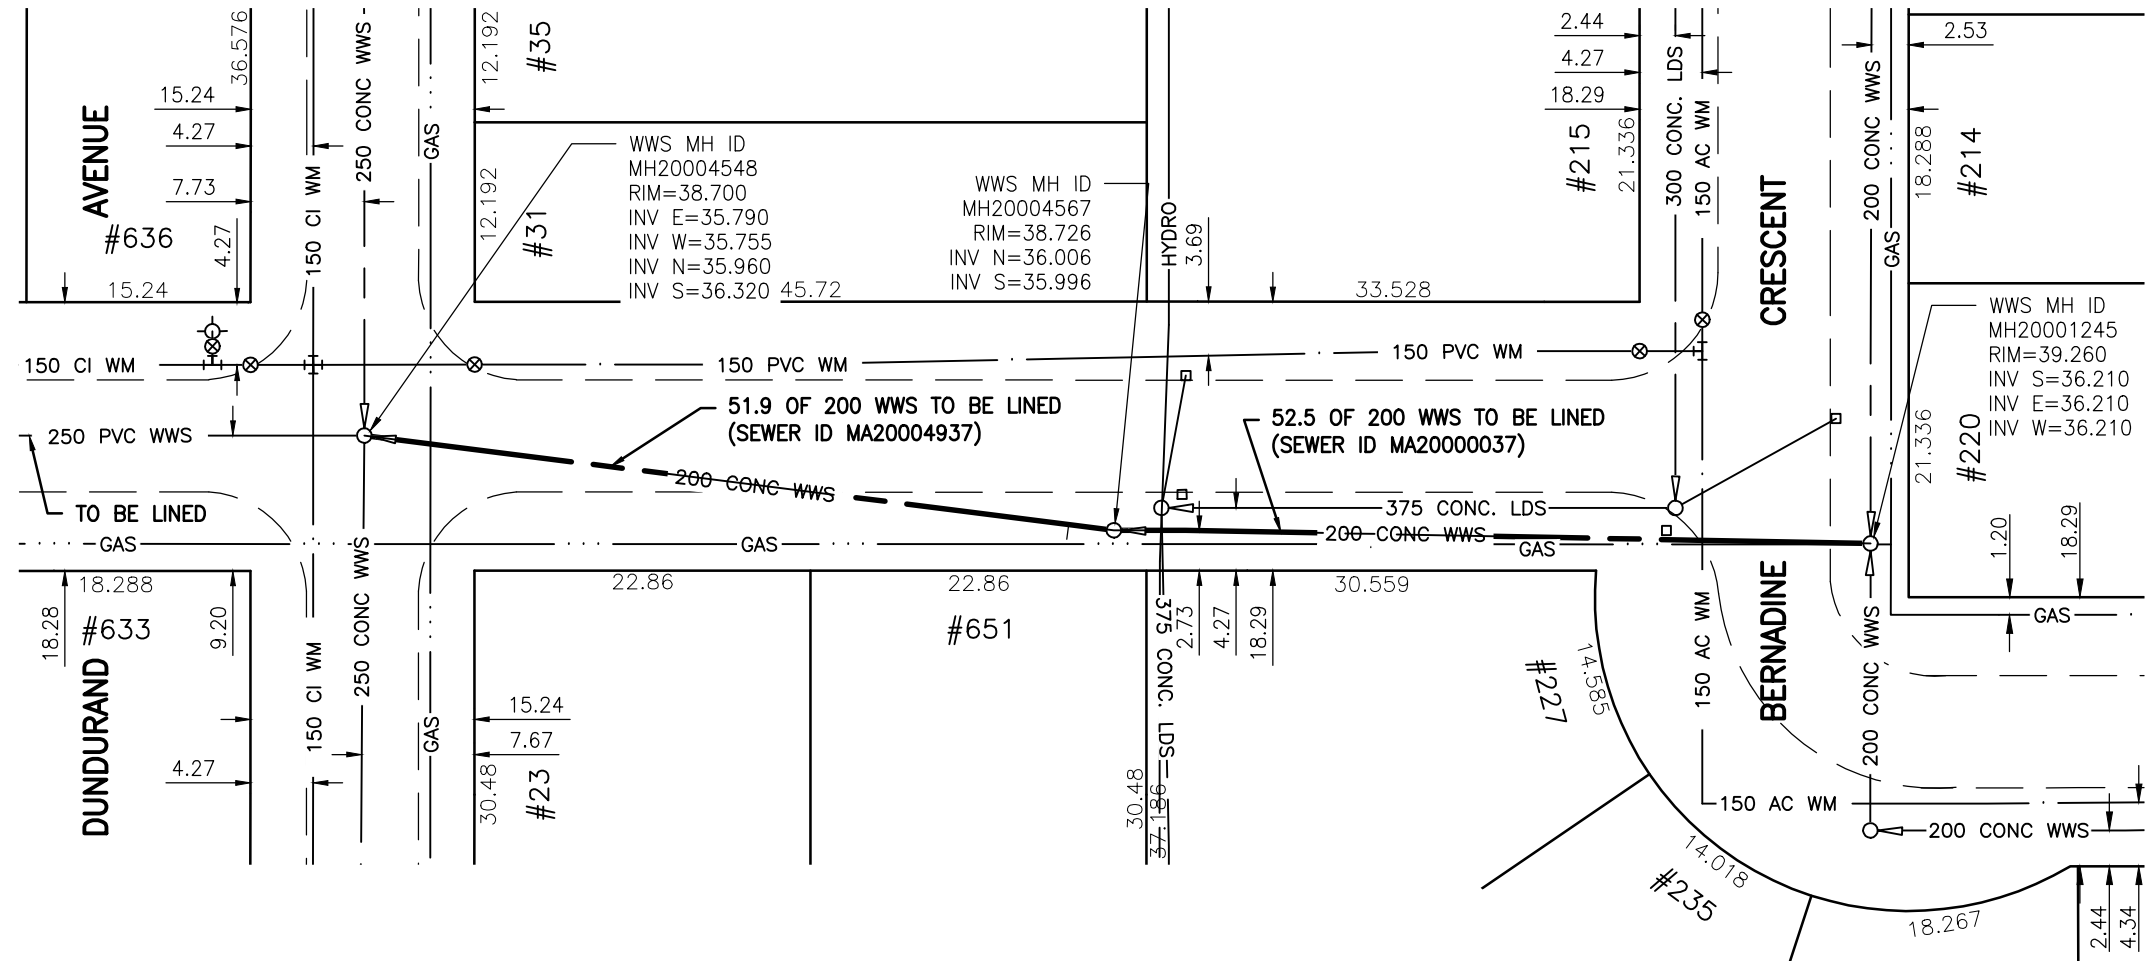 36.576
12.192
#35
2.44
4.27
18.29
2.53
15.24
4.27
7.73
AVENUE
#636
4.27
15.24
150 CI WM
250 CONC WWS
GAS
12.192
#31
WWS MH ID
MH20004548
RIM=38.700
INV E=35.790
INV W=35.755
INV N=35.960
INV S=36.320
45.72
WWS MH ID
MH20004567
RIM=38.726
INV N=36.006
INV S=35.996
HYDRO
3.69
33.528
#215
21.336
300 CONC. LDS
150 AC WM
CRESCENT
200 CONC WWS
GAS
18.288
#214
WWS MH ID
MH20001245
RIM=39.260
INV S=36.210
INV E=36.210
INV W=36.210
21.336
#220
150 CI WM
150 PVC WM
150 PVC WM
250 PVC WWS
TO BE LINED
51.9 OF 200 WWS TO BE LINED
(SEWER ID MA20004937)
52.5 OF 200 WWS TO BE LINED
(SEWER ID MA20000037)
200 CONC WWS
375 CONC. LDS
200 CONC WWS
GAS
GAS
GAS
18.288
22.86
22.86
30.559
18.28
#633
9.20
DUNDURAND
4.27
150 CI WM
250 CONC WWS
GAS
15.24
7.67
30.48
#23
#651
375 CONC. LDS
2.73
4.27
18.29
30.48
37.186
#227
14.585
150 AC WM
BERNADINE
200 CONC WWS
1.20
18.29
GAS
150 AC WM
200 CONC WWS
14.018
#235
18.267
2.44
4.34